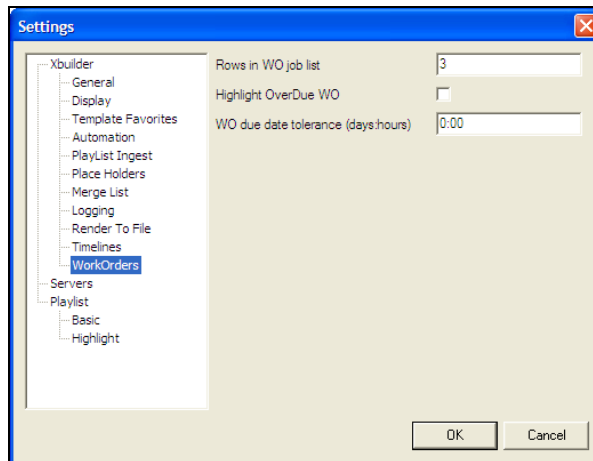 Settings
Xbuilder
General
Display
Template Favorites
Automation
PlayList Ingest
Place Holders
Merge List
Logging
Render To File
Timelines
WorkOrders
Servers
Playlist
Basic
Highlight
Rows in WO job list
3
Highlight OverDue WO
WO due date tolerance (days:hours)
0:00
OK
Cancel